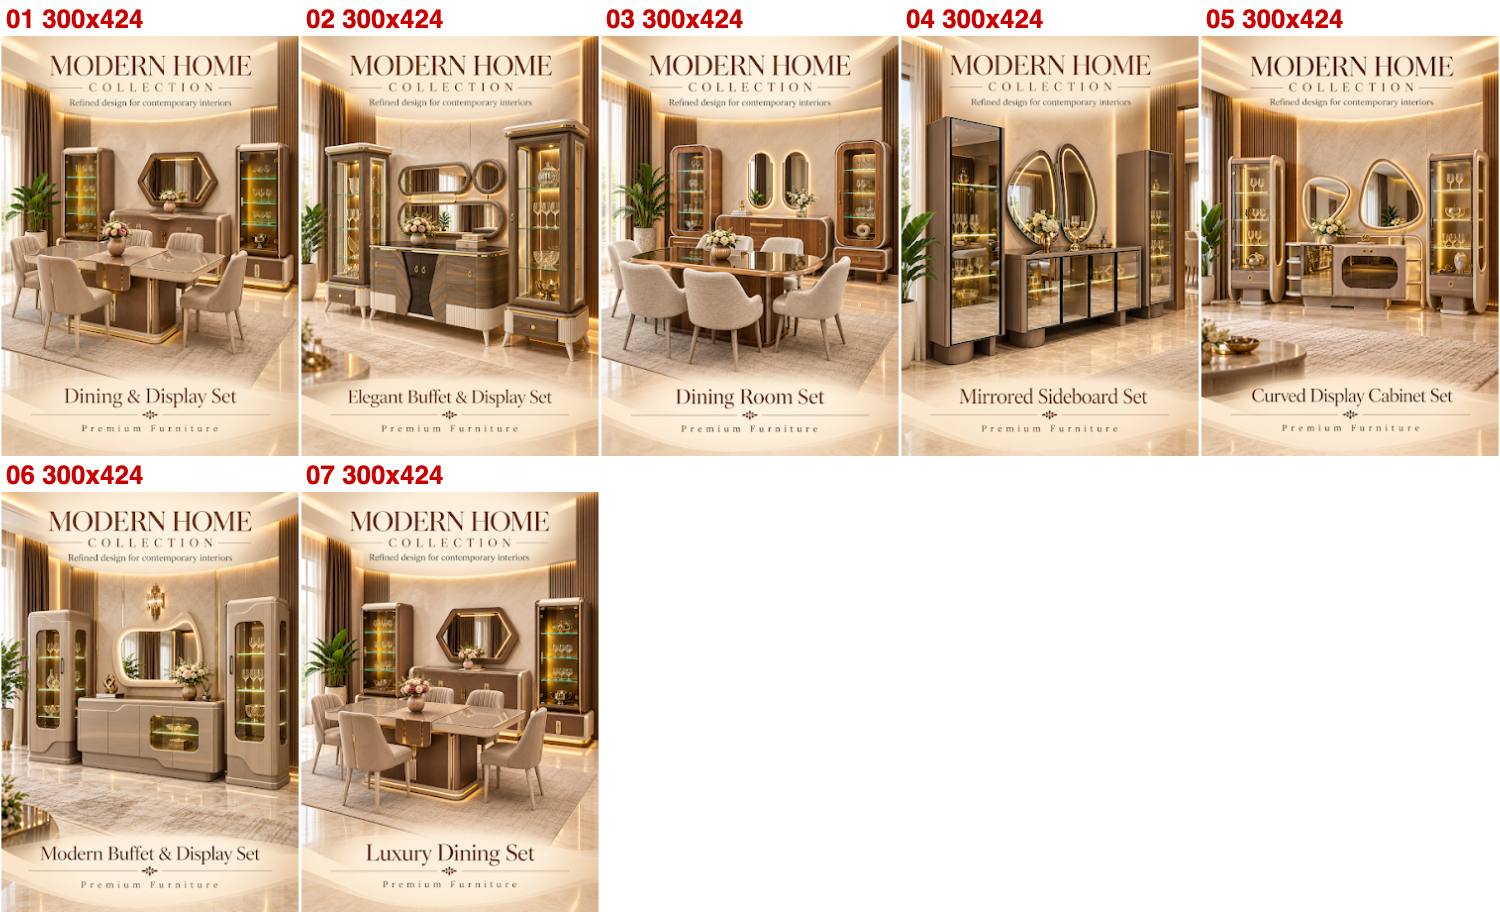 01 300x424
MODERN HOME
COLLECTION
Refined design for contemporary interiors
Dining & Display Set
Premium Furniture
02 300x424
MODERN HOME
COLLECTION
Refined design for contemporary interiors
Elegant Buffet & Display Set
Premium Furniture
03 300x424
MODERN HOME
COLLECTION
Refined design for contemporary interiors
Dining Room Set
Premium Furniture
04 300x424
MODERN HOME
COLLECTION
Refined design for contemporary interiors
Mirrored Sideboard Set
Premium Furniture
05 300x424
MODERN HOME
COLLECTION
Refined design for contemporary interiors
Curved Display Cabinet Set
Premium Furniture
06 300x424
MODERN HOME
COLLECTION
Refined design for contemporary interiors
Modern Buffet & Display Set
Premium Furniture
07 300x424
MODERN HOME
COLLECTION
Refined design for contemporary interiors
Luxury Dining Set
Premium Furniture